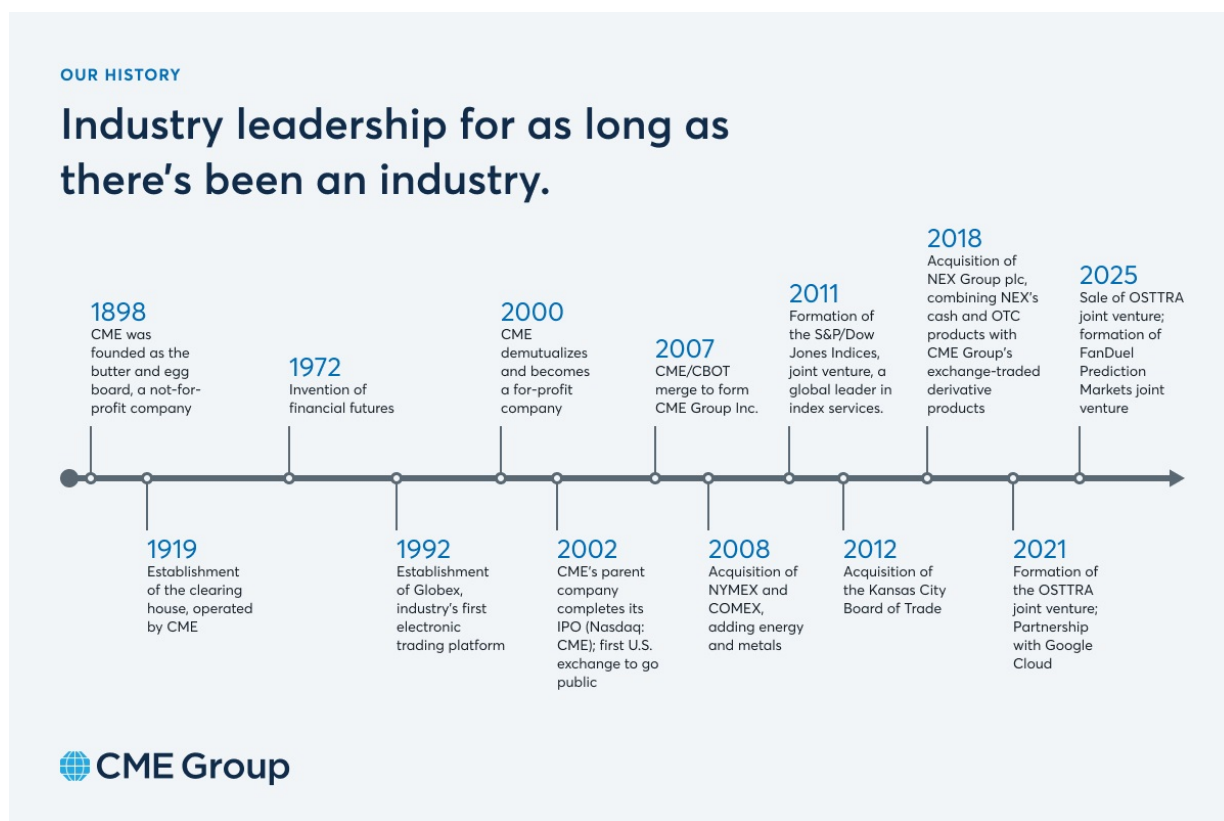 OUR HISTORY
Industry leadership for as long as
there's been an industry.
1898
CME was
founded as the
butter and egg
board, a not-for-
profit company
1919
Establishment
of the clearing
house, operated
by CME
1972
Invention of
financial futures
1992
Establishment
of Globex,
industry's first
electronic
trading platform
2000
CME
demutualizes
and becomes
a for-profit
company
2002
CME's parent
company
completes its
IPO (Nasdaq:
CME); first U.S.
exchange to go
public
2007
CME/CBOT
merge to form
CME Group Inc.
2008
Acquisition of
NYMEX and
COMEX,
adding energy
and metals
2011
Formation of
the S&P/Dow
Jones Indices,
joint venture, a
global leader in
index services.
2012
Acquisition of
the Kansas City
Board of Trade
2018
Acquisition of
NEX Group plc,
combining NEX's
cash and OTC
products with
CME Group's
exchange-traded
derivative
products
2021
Formation of
the OSTTRA
joint venture;
Partnership
with Google
Cloud
2025
Sale of OSTTRA
joint venture;
formation of
FanDuel
Prediction
Markets joint
venture
CME Group